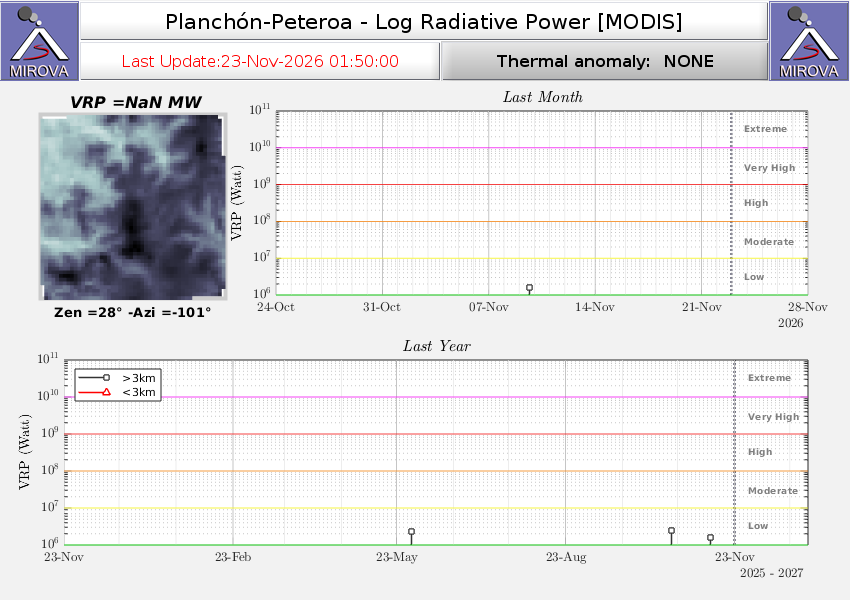 Planchón-Peteroa - Log Radiative Power [MODIS]
MIROVA
Last Update:23-Nov-2026 01:50:00
Thermal anomaly: NONE
MIROVA
VRP =NaN MW
Zen =28° -Azi =-101°
Last Month
VRP (Watt)
10^11
10^10
10^9
10^8
10^7
10^6
Extreme
Very High
High
Moderate
Low
24-Oct 31-Oct 07-Nov 14-Nov 21-Nov 28-Nov
2026
Last Year
VRP (Watt)
10^11
10^10
10^9
10^8
10^7
10^6
>3km
<3km
Extreme
Very High
High
Moderate
Low
23-Nov 23-Feb 23-May 23-Aug 23-Nov
2025 - 2027